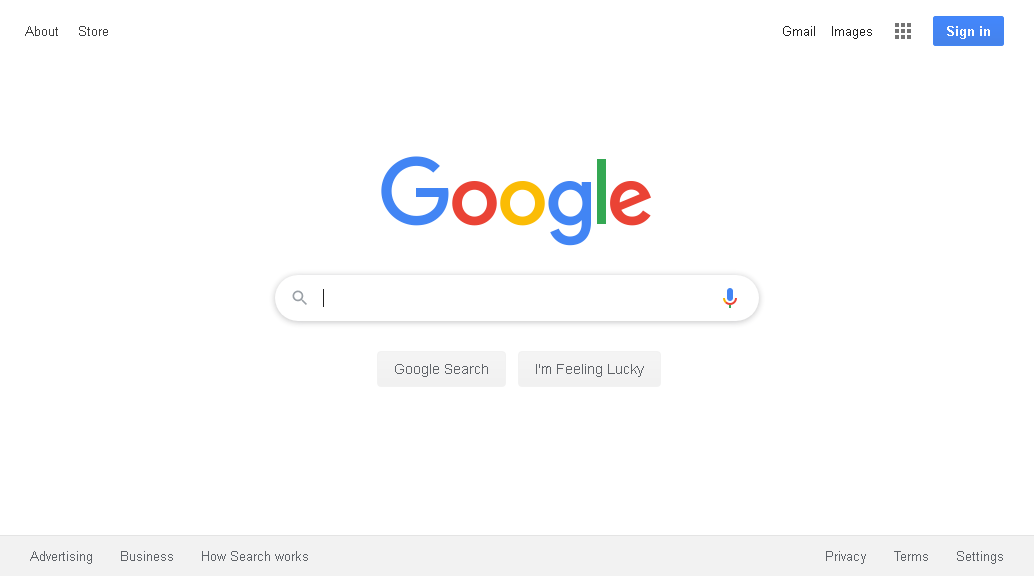 About Store Gmail Images Sign in
Google
Google Search I'm Feeling Lucky
Advertising Business How Search works Privacy Terms Settings